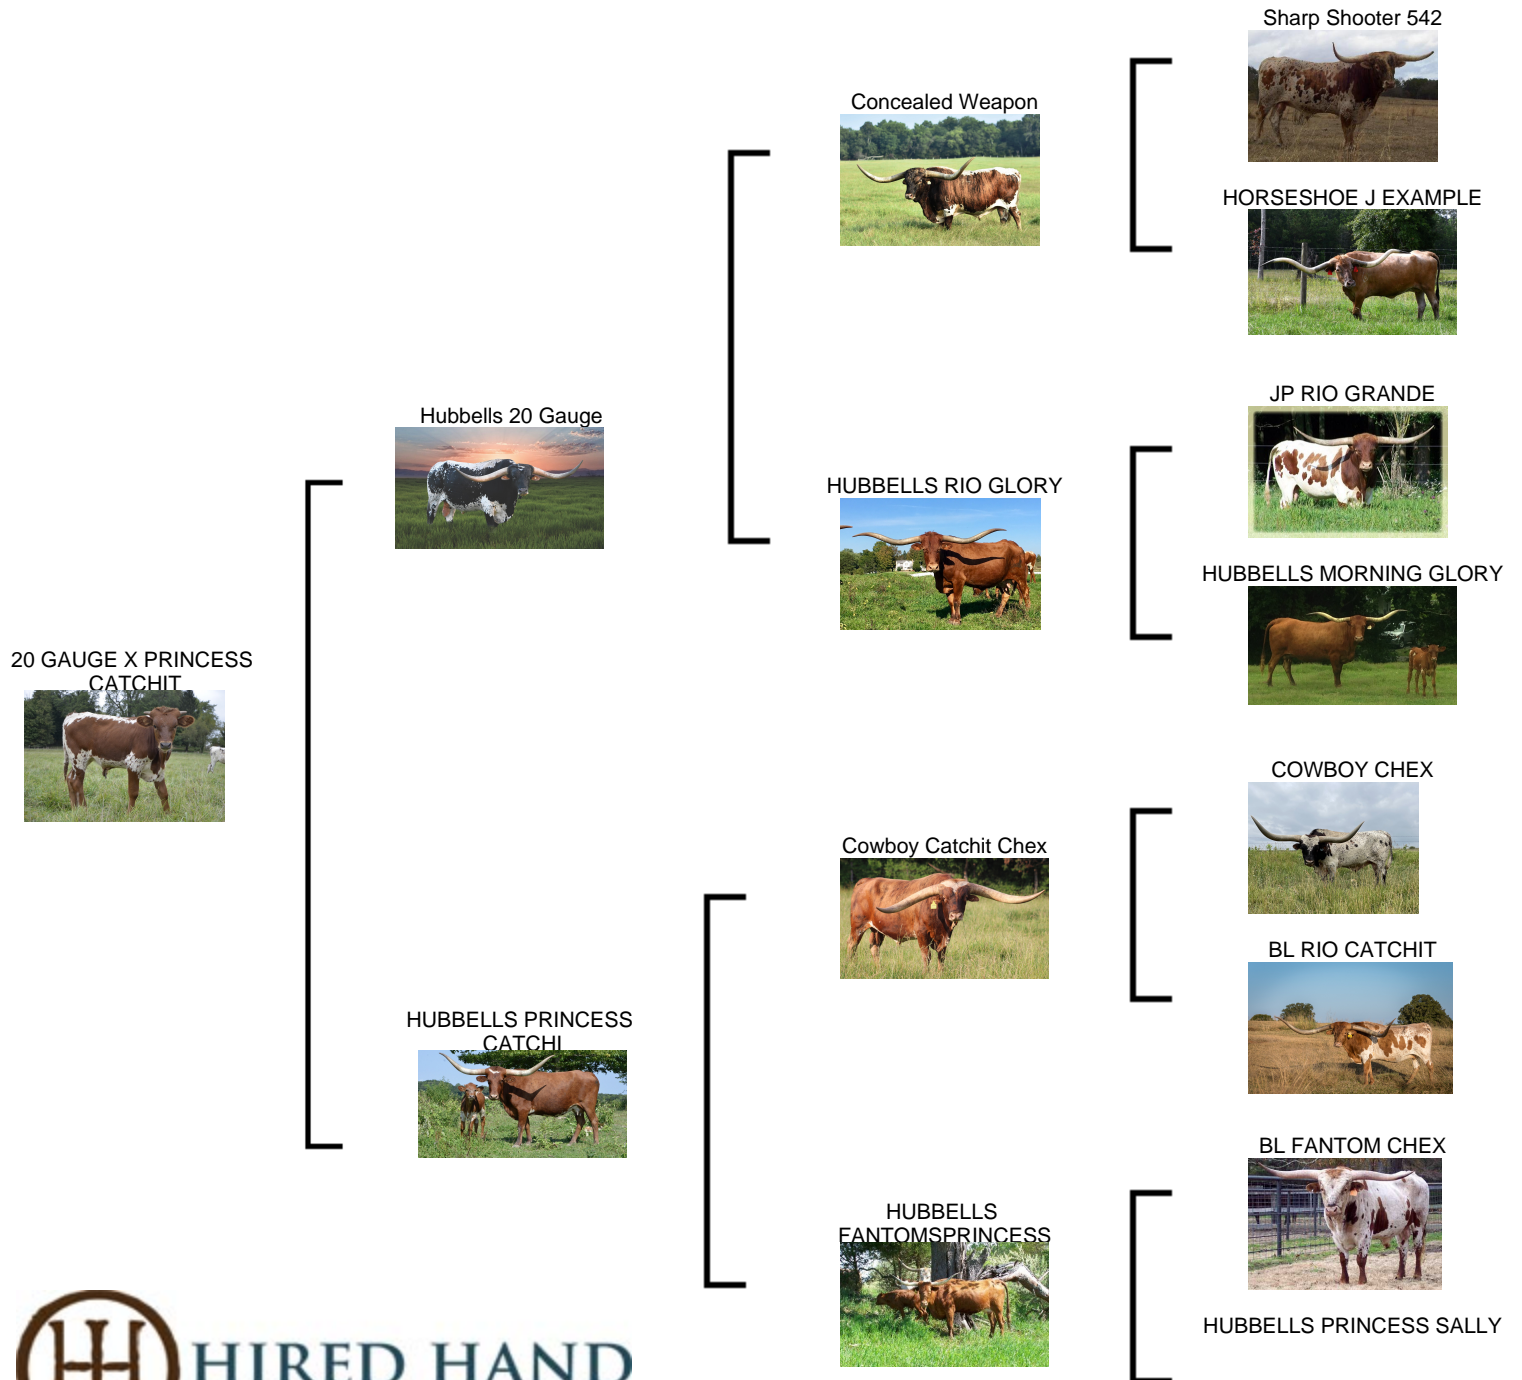 Sharp Shooter 542
Concealed Weapon
HORSESHOE J EXAMPLE
JP RIO GRANDE
Hubbells 20 Gauge
HUBBELLS RIO GLORY
HUBBELLS MORNING GLORY
20 GAUGE X PRINCESS
CATCHIT
COWBOY CHEX
Cowboy Catchit Chex
BL RIO CATCHIT
HUBBELLS PRINCESS
CATCHI
BL FANTOM CHEX
HUBBELLS
FANTOMSPRINCESS
HUBBELLS PRINCESS SALLY
HIRED HAND